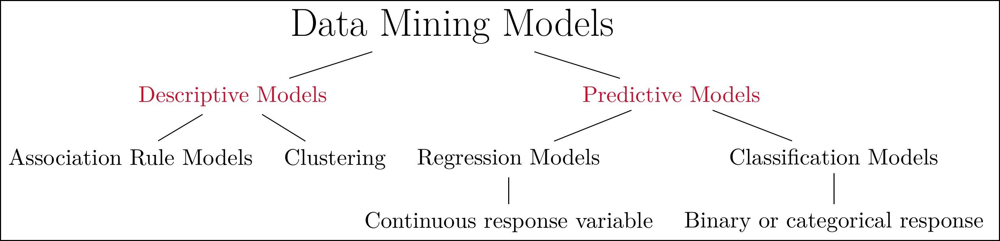 Data Mining Models
Descriptive Models
Predictive Models
Association Rule Models
Clustering
Regression Models
Classification Models
Continuous response variable
Binary or categorical response